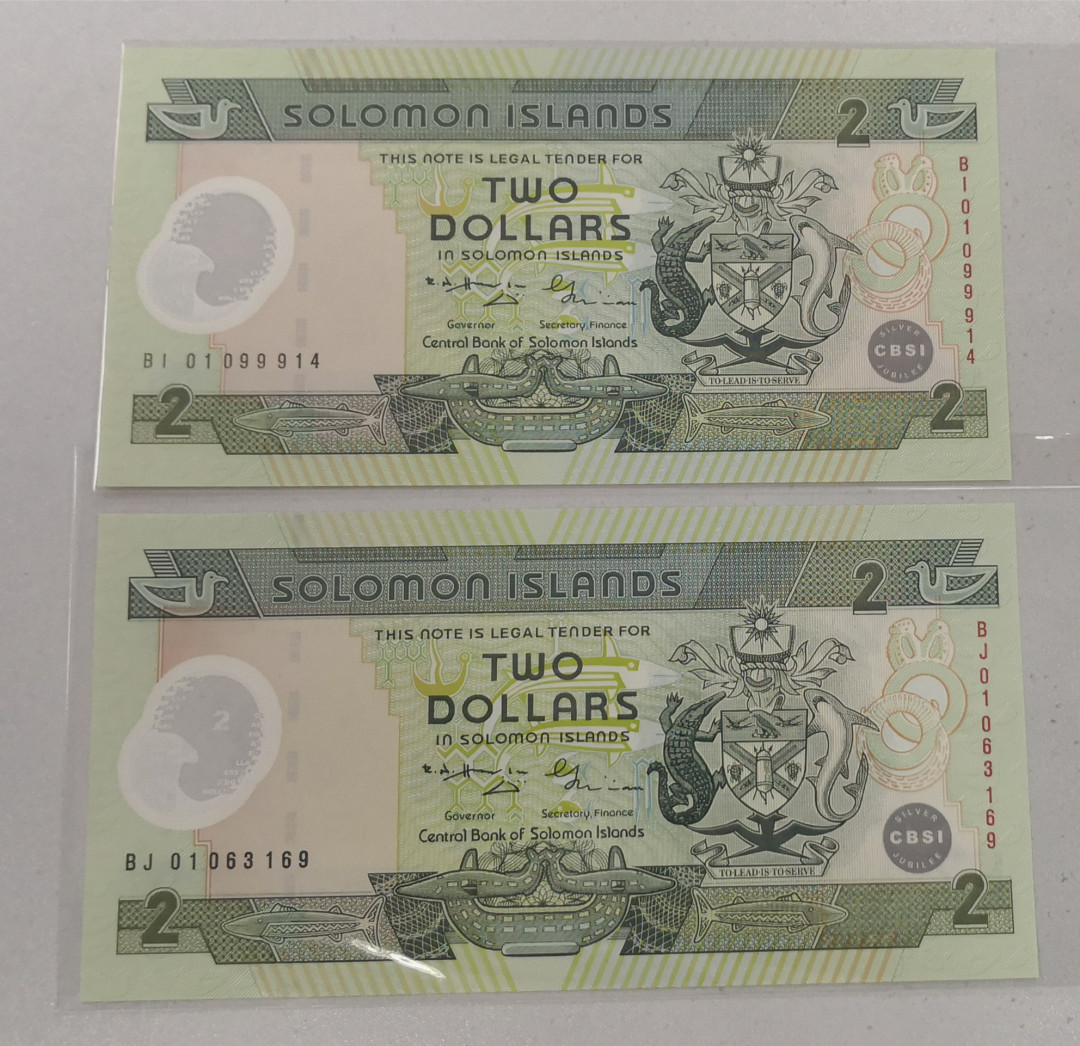 SOLOMON ISLANDS
2
THIS NOTE IS LEGAL TENDER FOR
TWO
DOLLARS
IN SOLOMON ISLANDS
Governor Secretary, Finance
Central Bank of Solomon Islands
BI 01099914
BI01099914
SILVER
CBSI
JUBILEE
TO LEAD IS TO SERVE
2
2
SOLOMON ISLANDS
2
THIS NOTE IS LEGAL TENDER FOR
TWO
DOLLARS
IN SOLOMON ISLANDS
2
Governor Secretary, Finance
Central Bank of Solomon Islands
BJ 01063169
BJ01063169
SILVER
CBSI
JUBILEE
TO LEAD IS TO SERVE
2
2